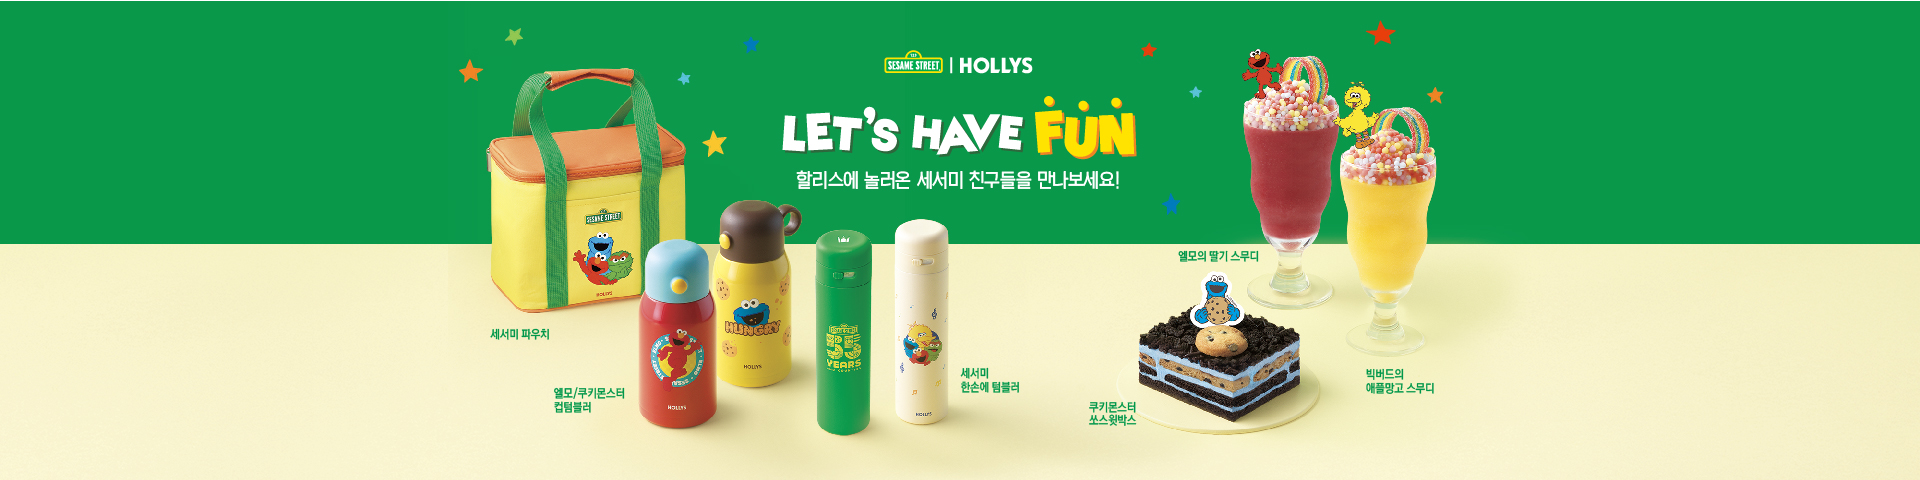 SESAME STREET | HOLLYS
LET'S HAVE FUN
할리스에 놀러온 세서미 친구들을 만나보세요!
SESAME STREET
HOLLYS
세서미 파우치
HOLLYS
엘모/쿠키몬스터
컵텀블러
HUNGRY
HOLLYS
SESAME STREET
55
YEARS
HOLLYS
세서미
한손에 텀블러
엘모의 딸기 스무디
쿠키몬스터
쏘스윗박스
빅버드의
애플망고 스무디